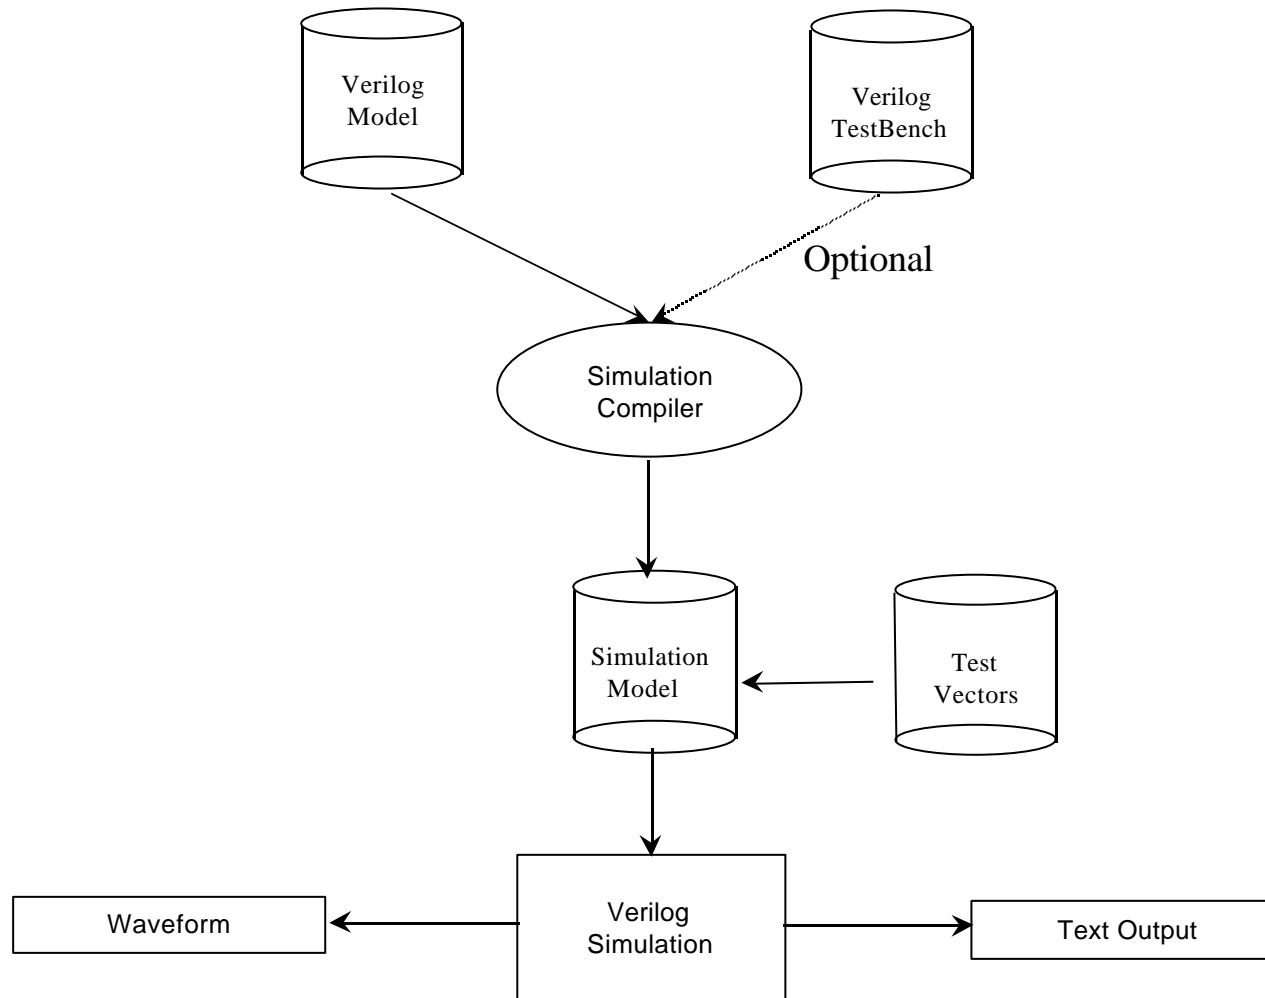 Verilog
Model
Verilog
TestBench
Optional
Simulation
Compiler
Simulation
Model
Test
Vectors
Waveform
Verilog
Simulation
Text Output